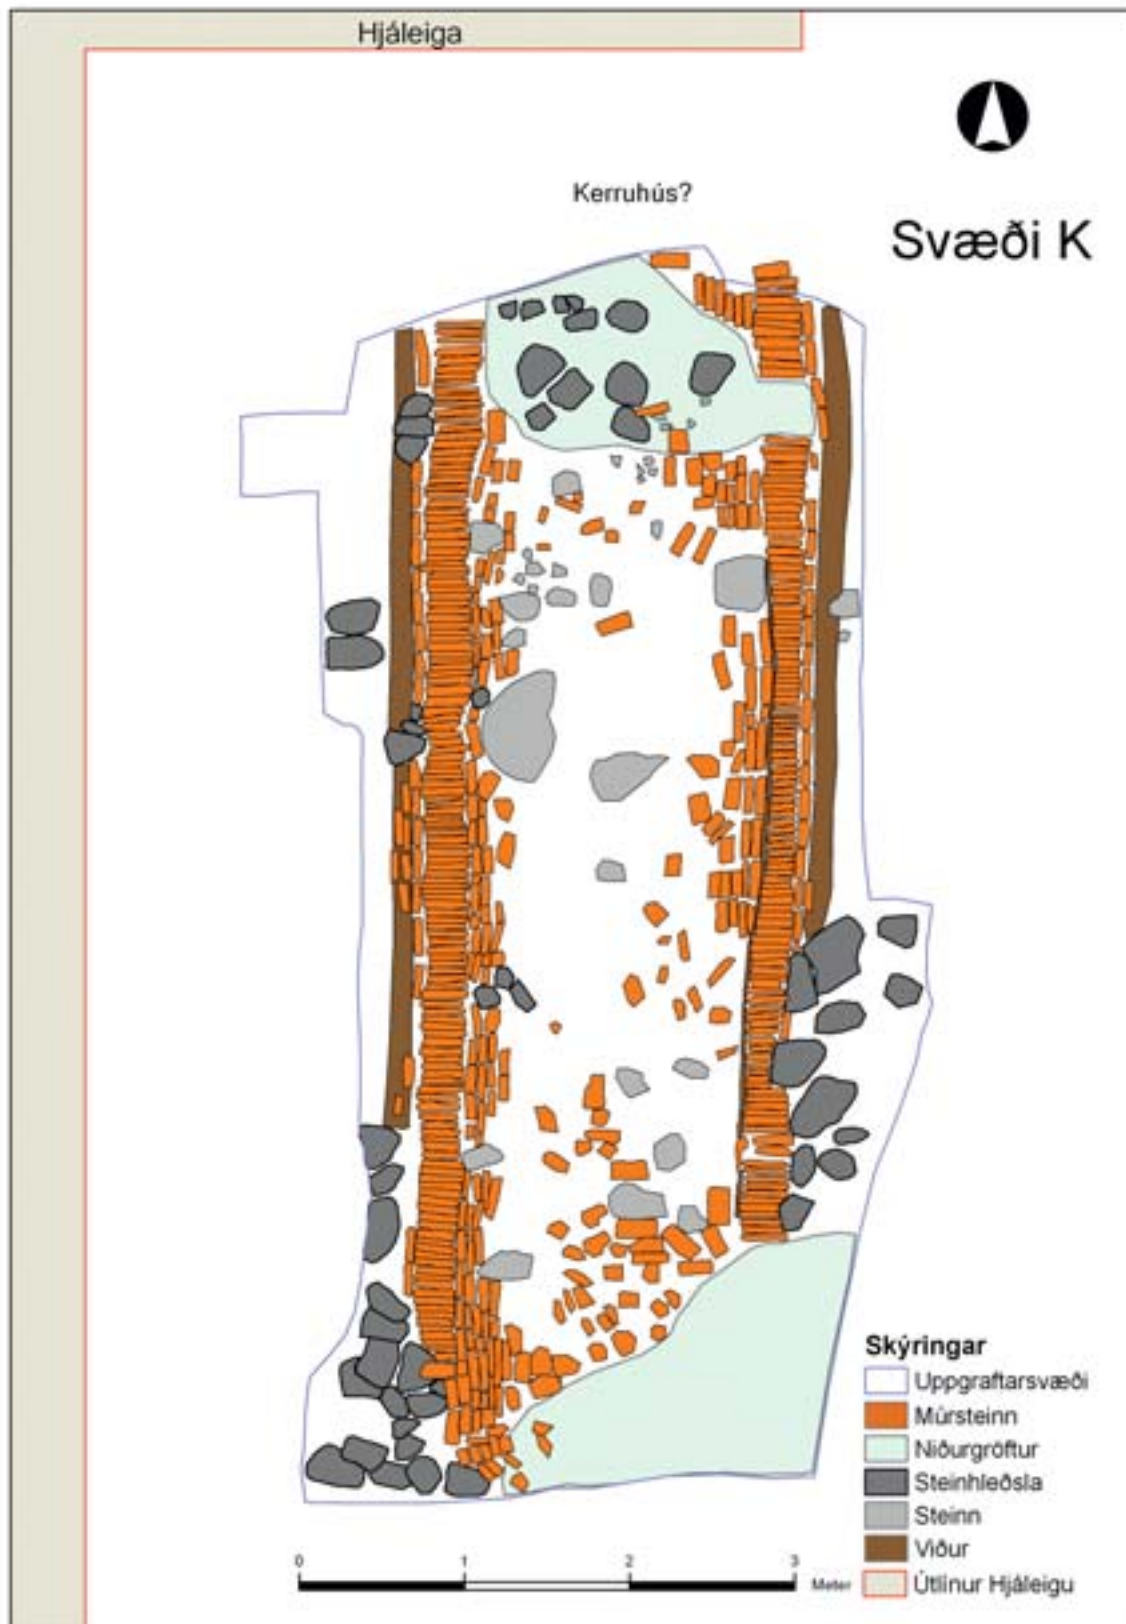 Hjáleiga
Kerruhús?
Svæði K
Skýringar
Uppgraftarsvæði
Múrsteinn
Niðurgröftur
Steinhleðsla
Steinn
Viður
Útlínur Hjáleigu
0 1 2 3
Meter